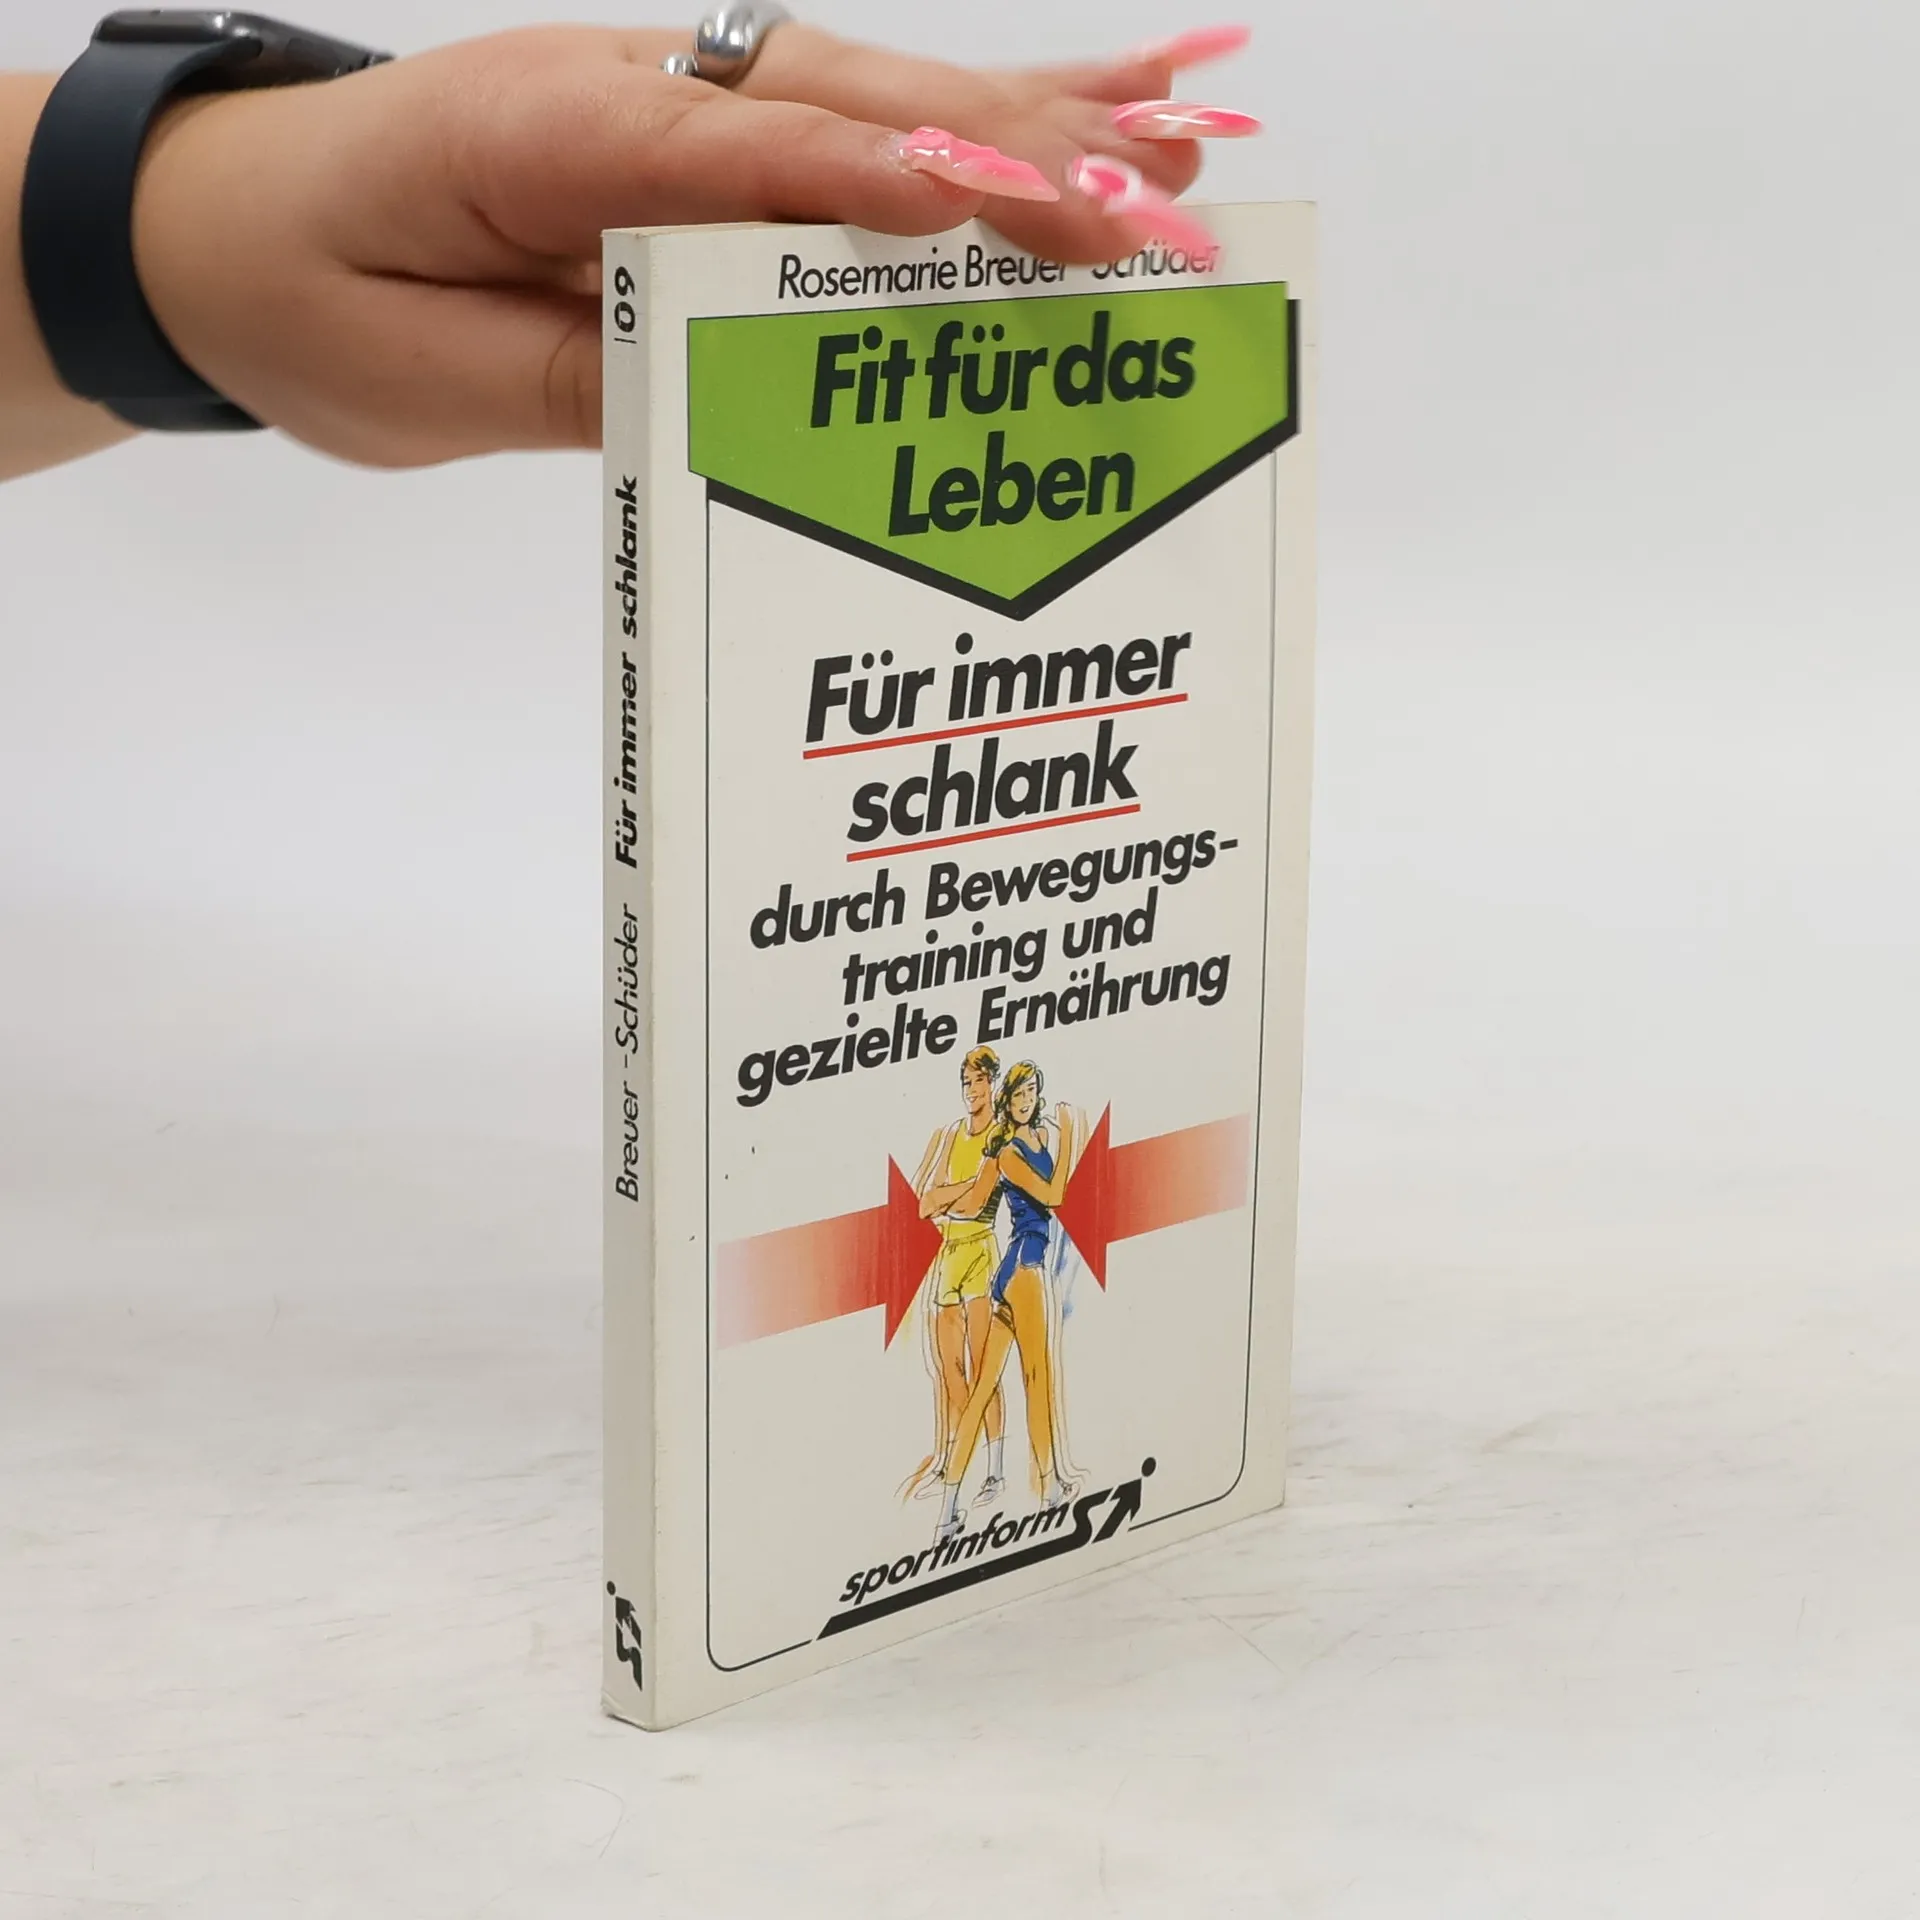 Rosemarie Breuer-Schüder
Fit für das
Leben
Für immer
schlank
durch Bewegungs-
training und
gezielte Ernährung
sportinform
Breuer-Schüder Für immer schlank 109